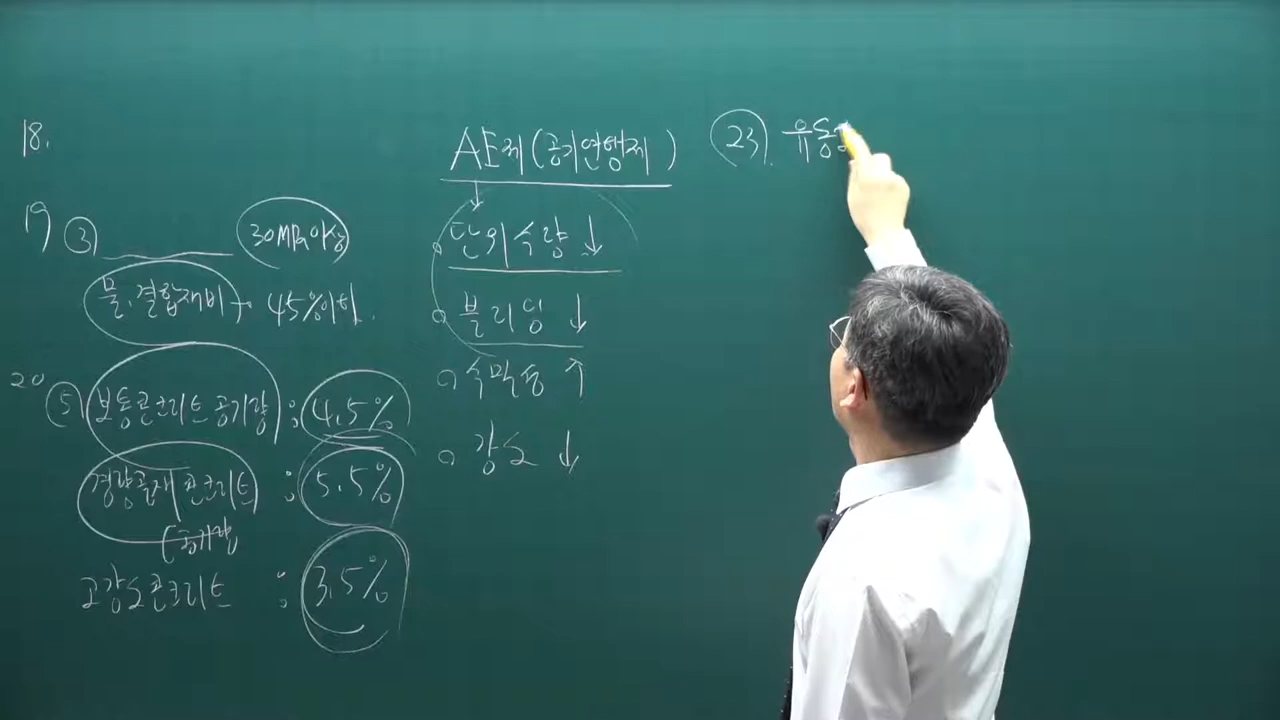 18.
19 ③ 30MPa이상
물·결합재비 45%이하.
20 ⑤ 보통콘크리트 공기량 : 4.5%
경량골재 콘크리트 : 5.5%
(공기량
고강도콘크리트 : 3.5%
AE제(공기연행제)
단위수량 ↓
블리딩 ↓
수밀성 ↑
강도 ↓
23. 유동